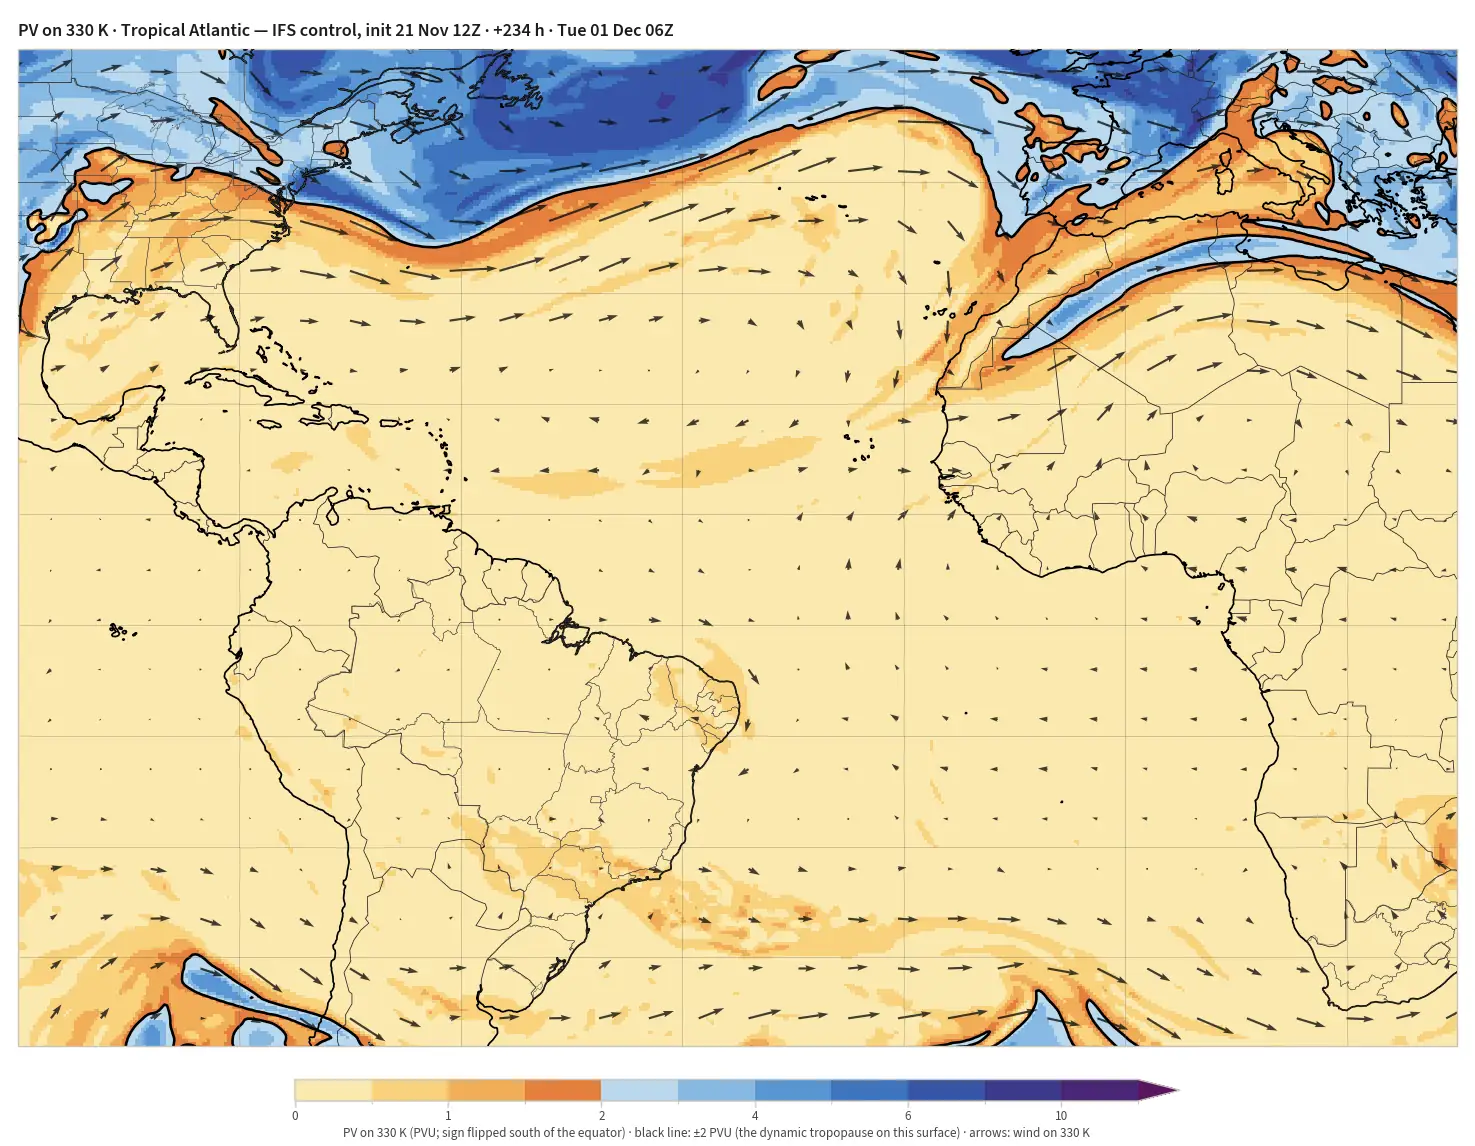 PV on 330 K · Tropical Atlantic — IFS control, init 21 Nov 12Z · +234 h · Tue 01 Dec 06Z
0 1 2 4 6 8 10
PV on 330 K (PVU; sign flipped south of the equator) · black line: ±2 PVU (the dynamic tropopause on this surface) · arrows: wind on 330 K